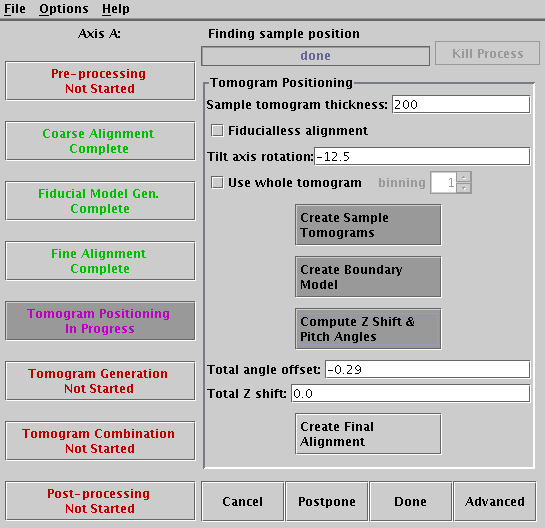 File Options Help
Axis A:
Pre-processing
Not Started
Coarse Alignment
Complete
Fiducial Model Gen.
Complete
Fine Alignment
Complete
Tomogram Positioning
In Progress
Tomogram Generation
Not Started
Tomogram Combination
Not Started
Post-processing
Not Started
Finding sample position
done
Kill Process
Tomogram Positioning
Sample tomogram thickness: 200
Fiducialless alignment
Tilt axis rotation: -12.5
Use whole tomogram binning 1
Create Sample
Tomograms
Create Boundary
Model
Compute Z Shift &
Pitch Angles
Total angle offset: -0.29
Total Z shift: 0.0
Create Final
Alignment
Cancel Postpone Done Advanced